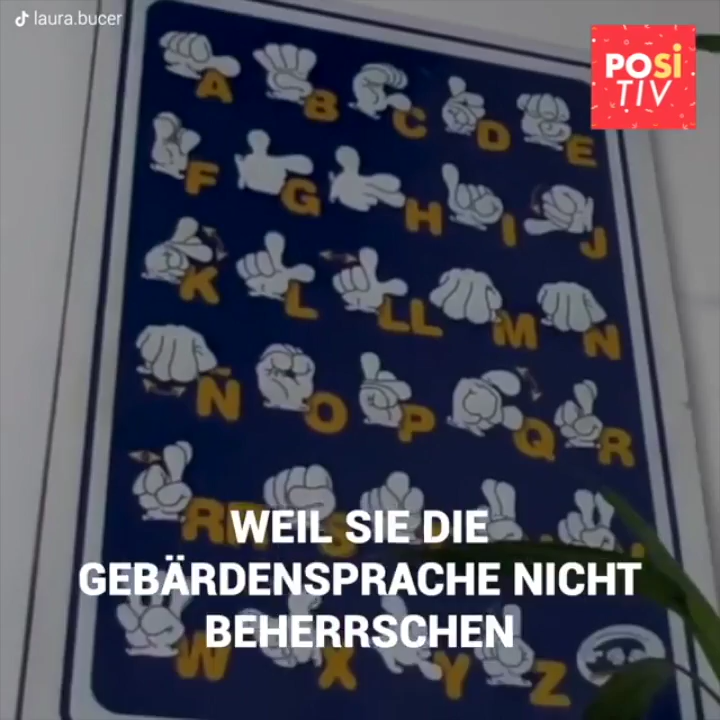 laura.bucer
POSi
TIV
A B C D E
F G H I J
K L LL M N
Ñ O P Q R
WEIL SIE DIE
GEBÄRDENSPRACHE NICHT
BEHERRSCHEN
W X Y Z